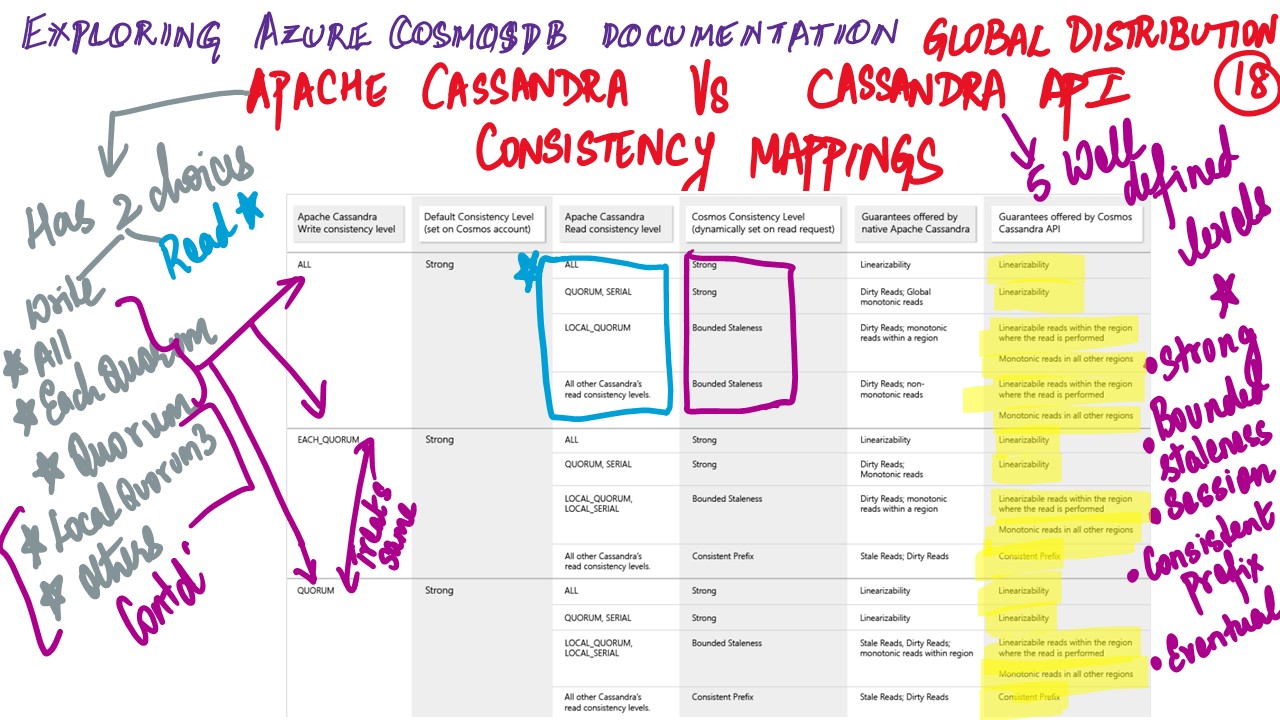 EXPLORING AZURE COSMOSDB DOCUMENTATION GLOBAL DISTRIBUTION
APACHE CASSANDRA Vs CASSANDRA API 18
CONSISTENCY MAPPINGS
Has 2 choices
Read
Write
All
Each Quorum
Quorum
Local Quorum3
Others
Contd'
Treats
same
5 Well
defined
levels
Strong
Bounded
staleness
Session
Consistent
Prefix
Eventual
Apache Cassandra
Write consistency level
Default Consistency Level
(set on Cosmos account)
Apache Cassandra
Read consistency level
Cosmos Consistency Level
(dynamically set on read request)
Guarantees offered by
native Apache Cassandra
Guarantees offered by Cosmos
Cassandra API
ALL
Strong
ALL
Strong
Linearizability
Linearizability
QUORUM, SERIAL
Strong
Dirty Reads; Global
monotonic reads
Linearizability
LOCAL_QUORUM
Bounded Staleness
Dirty Reads; monotonic
reads within a region
Linearizabile reads within the region
where the read is performed
Monotonic reads in all other regions
All other Cassandra's
read consistency levels.
Bounded Staleness
Dirty Reads; non-
monotonic reads
Linearizabile reads within the region
where the read is performed
Monotonic reads in all other regions
EACH_QUORUM
Strong
ALL
Strong
Linearizability
Linearizability
QUORUM, SERIAL
Strong
Dirty Reads;
Monotonic reads
Linearizability
LOCAL_QUORUM,
LOCAL_SERIAL
Bounded Staleness
Dirty Reads; monotonic
reads within a region
Linearizabile reads within the region
where the read is performed
Monotonic reads in all other regions
All other Cassandra's
read consistency levels.
Consistent Prefix
Stale Reads; Dirty Reads
Consistent Prefix
QUORUM
Strong
ALL
Strong
Linearizability
Linearizability
QUORUM, SERIAL
Strong
Linearizability
Linearizability
LOCAL_QUORUM,
LOCAL_SERIAL
Bounded Staleness
Stale Reads, Dirty Reads;
monotonic reads within region
Linearizabile reads within the region
where the read is performed
Monotonic reads in all other regions
All other Cassandra's
read consistency levels.
Consistent Prefix
Stale Reads; Dirty Reads
Consistent Prefix